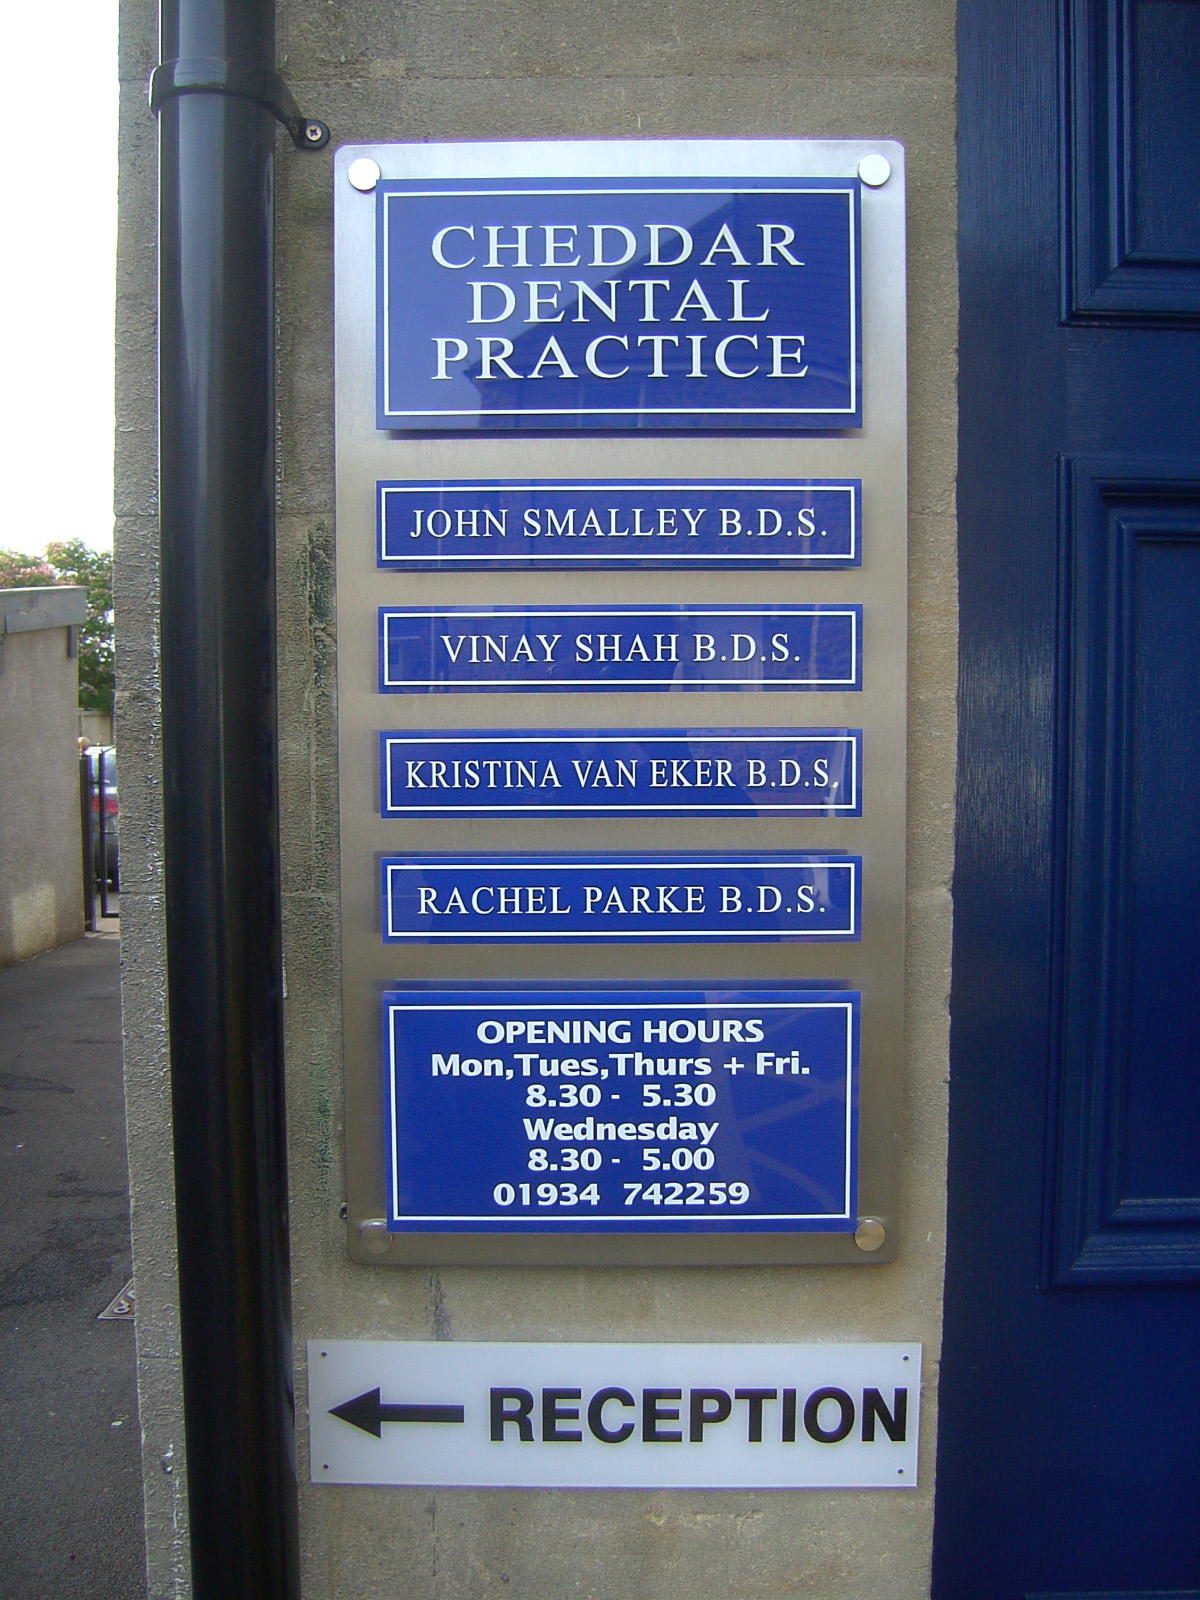 CHEDDAR
DENTAL
PRACTICE
JOHN SMALLEY B.D.S.
VINAY SHAH B.D.S.
KRISTINA VAN EKER B.D.S.
RACHEL PARKE B.D.S.
OPENING HOURS
Mon,Tues,Thurs + Fri.
8.30 - 5.30
Wednesday
8.30 - 5.00
01934 742259
RECEPTION